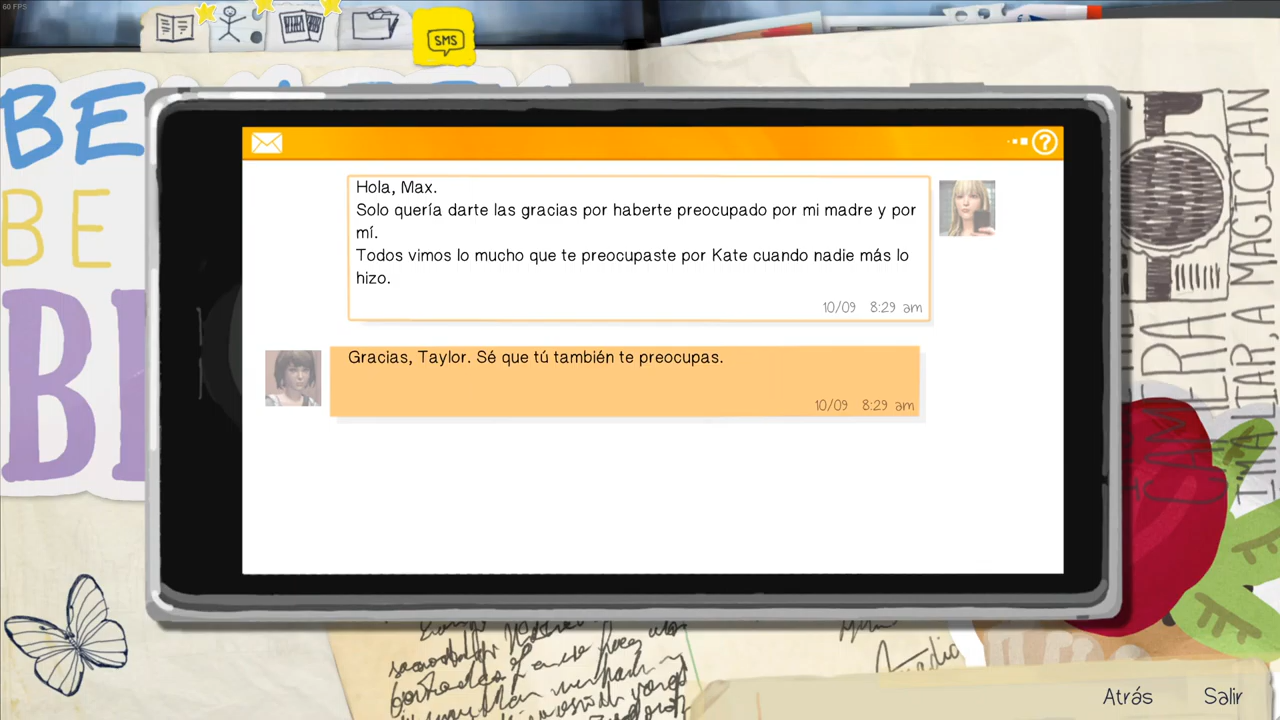 60 FPS
SMS
Hola, Max.
Solo quería darte las gracias por haberte preocupado por mi madre y por
mí.
Todos vimos lo mucho que te preocupaste por Kate cuando nadie más lo
hizo.
10/09 8:29 am
Gracias, Taylor. Sé que tú también te preocupas.
10/09 8:29 am
BE
BE
Atrás Salir